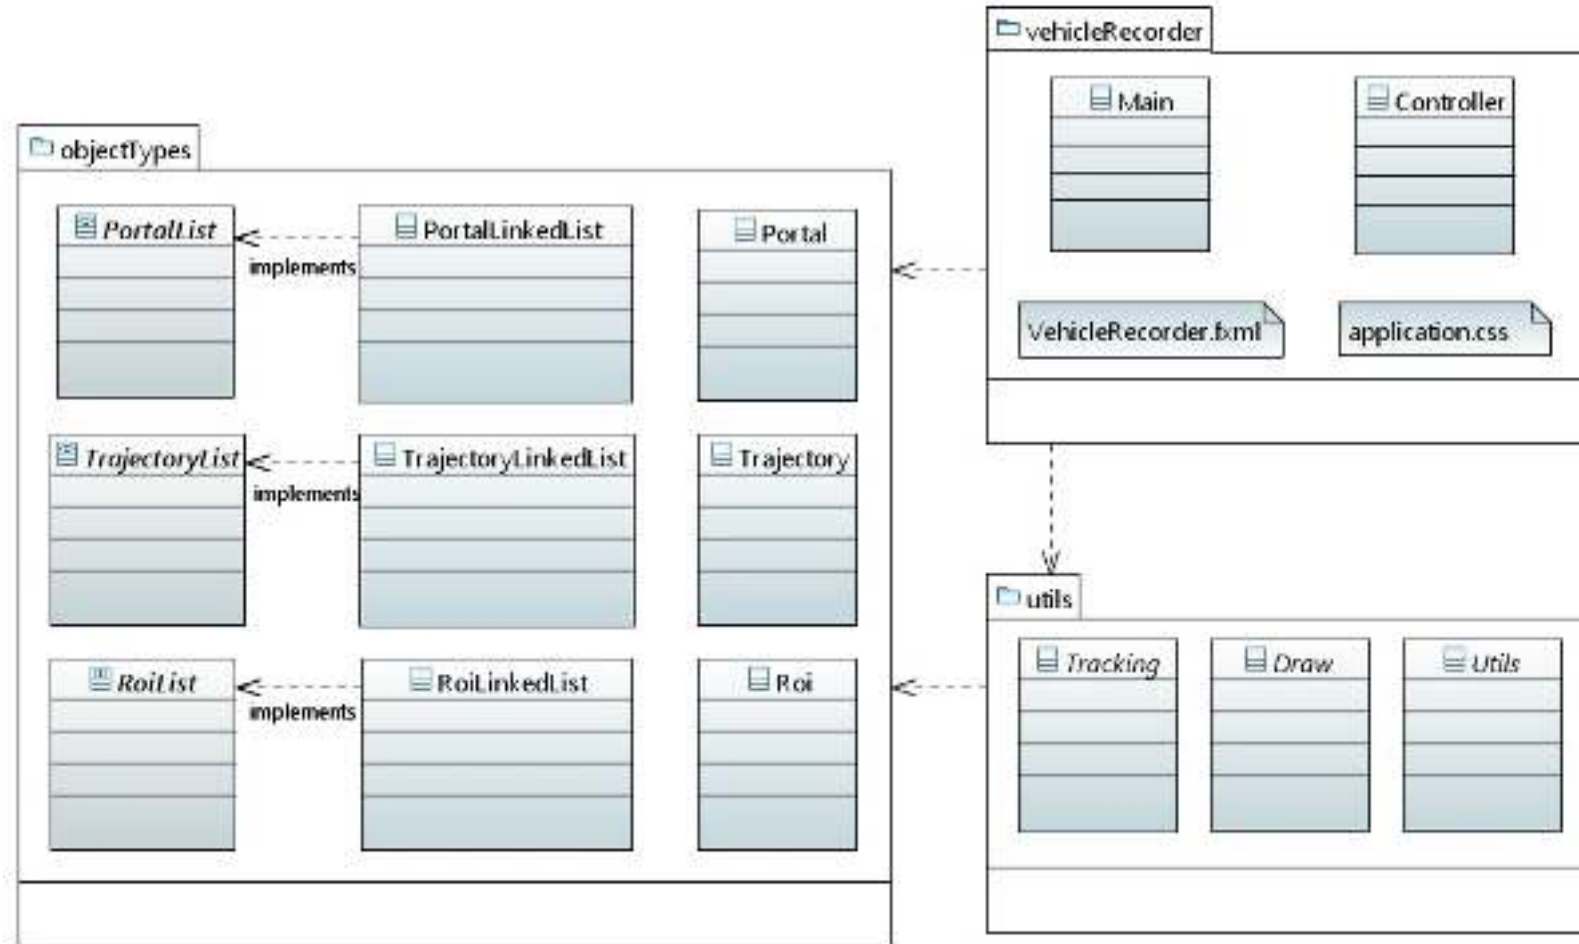 vehicleRecorder
Main
Controller
VehicleRecorder.fxml
application.css
objectTypes
PortalList
implements
PortalLinkedList
Portal
TrajectoryList
implements
TrajectoryLinkedList
Trajectory
RoiList
implements
RoiLinkedList
Roi
utils
Tracking
Draw
Utils